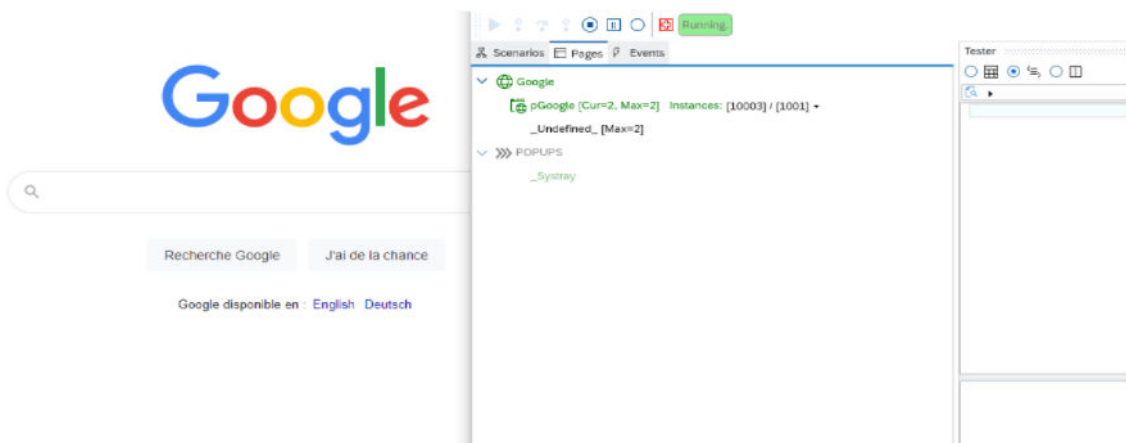 Google
Recherche Google
J'ai de la chance
Google disponible en : English Deutsch
Running.
Scenarios Pages Events
Google
pGoogle [Cur=2, Max=2] Instances: [10003] / [1001]
_Undefined_ [Max=2]
POPUPS
_Systray
Tester